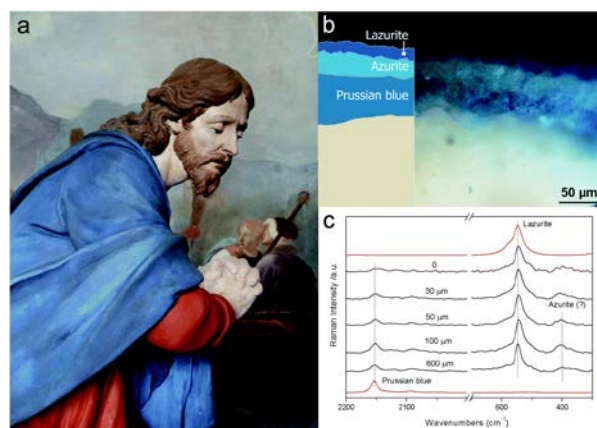 a
b
Lazurite
Azurite
Prussian blue
50 µm
c
Raman Intensity /a.u.
Lazurite
0
30 µm
Azurite (?)
50 µm
100 µm
600 µm
Prussian blue
2200 2100 600 400
Wavenumbers (cm⁻¹)